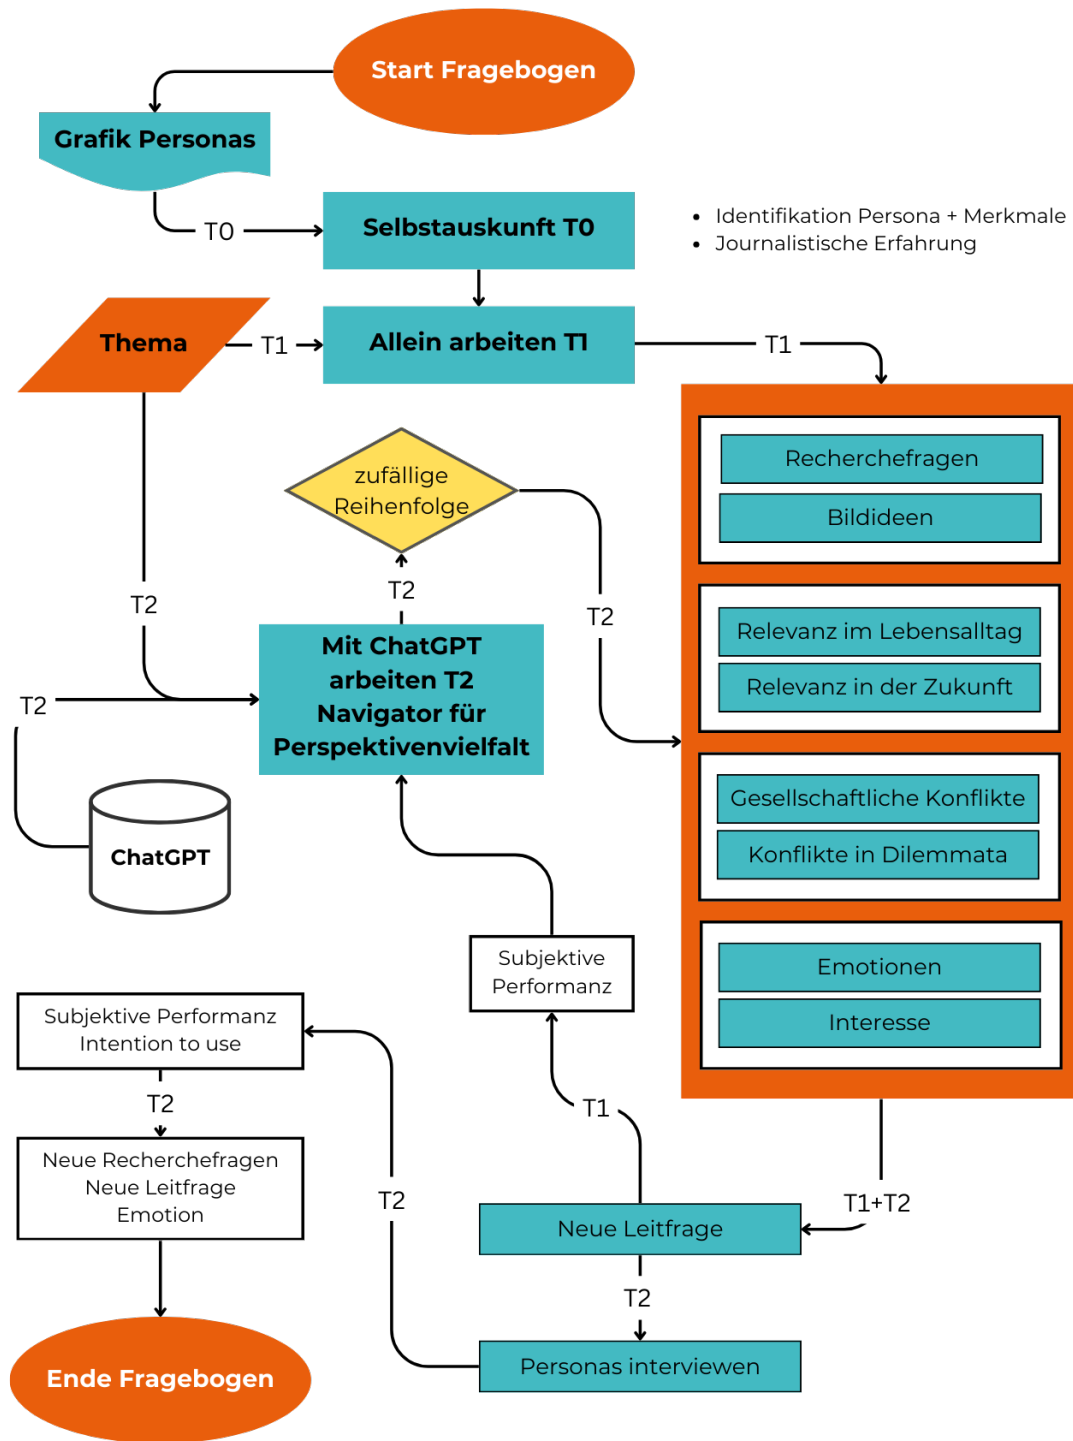 Start Fragebogen
Grafik Personas
T0
Selbstauskunft T0
• Identifikation Persona + Merkmale
• Journalistische Erfahrung
Thema
T1
Allein arbeiten T1
T1
zufällige
Reihenfolge
Recherchefragen
Bildideen
T2
T2
T2
Relevanz im Lebensalltag
Relevanz in der Zukunft
Mit ChatGPT
arbeiten T2
Navigator für
Perspektivenvielfalt
T2
ChatGPT
Gesellschaftliche Konflikte
Konflikte in Dilemmata
Subjektive
Performanz
Emotionen
Interesse
Subjektive Performanz
Intention to use
T2
T1
Neue Recherchefragen
Neue Leitfrage
Emotion
T2
T1+T2
Neue Leitfrage
T2
Personas interviewen
Ende Fragebogen